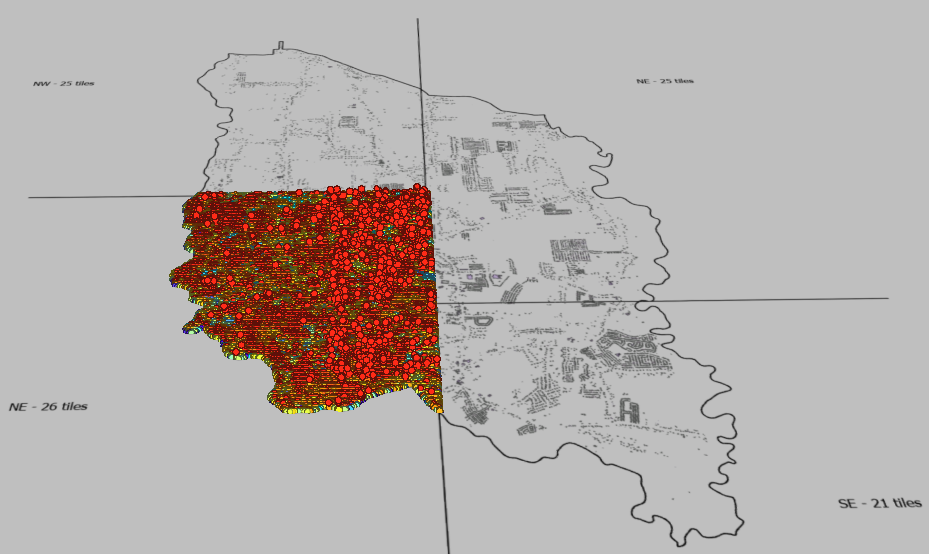 NW - 25 tiles
NE - 25 tiles
NE - 26 tiles
SE - 21 tiles